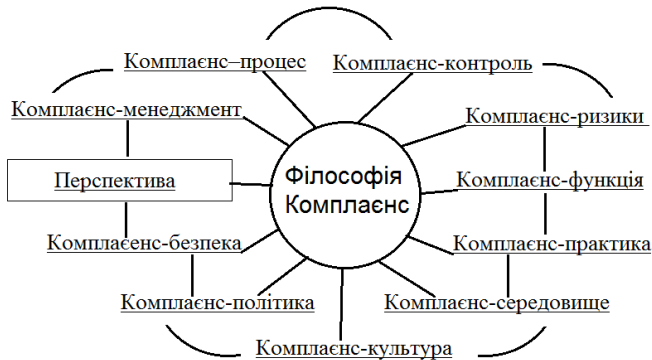 Комплаєнс–процес
Комплаєнс-контроль
Комплаєнс-менеджмент
Комплаєнс-ризики
Перспектива
Філософія
Комплаєнс
Комплаєнс-функція
Комплаєенс-безпека
Комплаєнс-практика
Комплаєнс-політика
Комплаєнс-середовище
Комплаєнс-культура